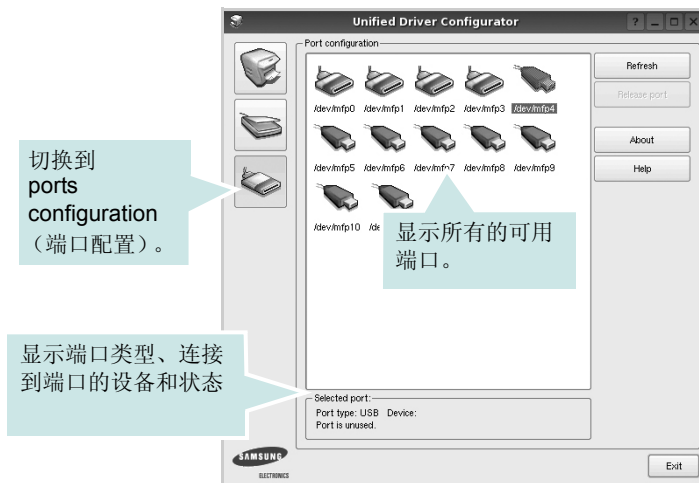 Unified Driver Configurator
Port configuration
Refresh
Release port
About
Help
/dev/mfp0 /dev/mfp1 /dev/mfp2 /dev/mfp3 /dev/mfp4
/dev/mfp5 /dev/mfp6 /dev/mfp7 /dev/mfp8 /dev/mfp9
/dev/mfp10
切换到
ports
configuration
（端口配置）。
显示所有的可用
端口。
显示端口类型、连接
到端口的设备和状态
Selected port:
Port type: USB Device:
Port is unused.
SAMSUNG
ELECTRONICS
Exit